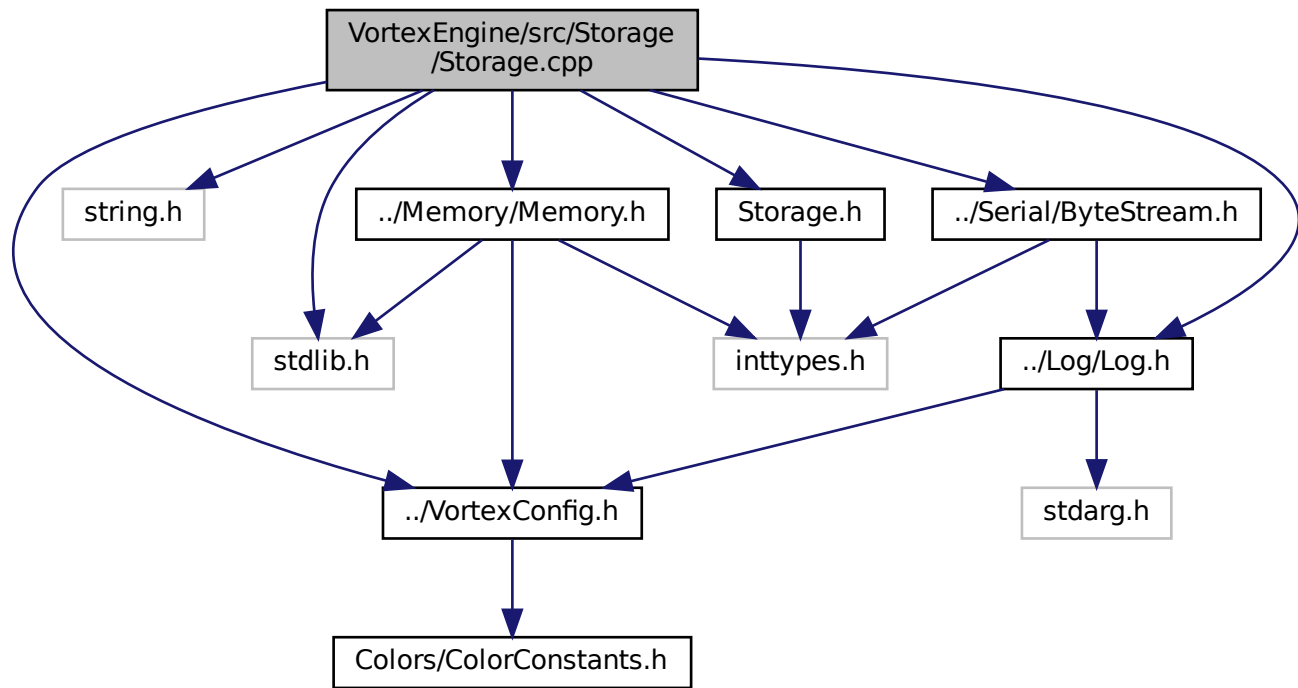 VortexEngine/src/Storage
/Storage.cpp
string.h
../Memory/Memory.h
Storage.h
../Serial/ByteStream.h
stdlib.h
inttypes.h
../Log/Log.h
../VortexConfig.h
stdarg.h
Colors/ColorConstants.h